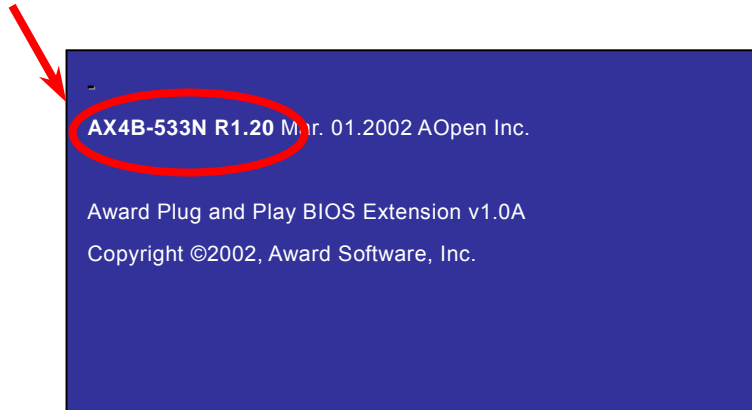 AX4B-533N R1.20 Mar. 01.2002 AOpen Inc.
Award Plug and Play BIOS Extension v1.0A
Copyright ©2002, Award Software, Inc.